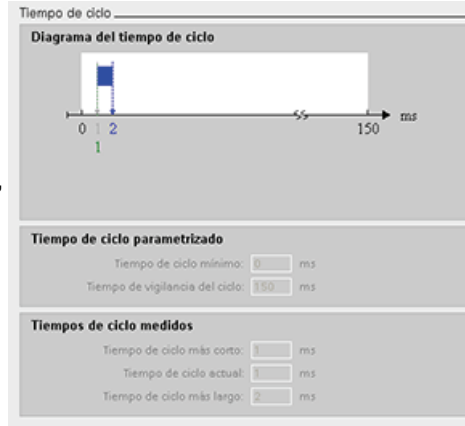 Tiempo de ciclo
Diagrama del tiempo de ciclo
ms
0 1 2 150
1
Tiempo de ciclo parametrizado
Tiempo de ciclo mínimo: 0 ms
Tiempo de vigilancia del ciclo: 150 ms
Tiempos de ciclo medidos
Tiempo de ciclo más corto: 1 ms
Tiempo de ciclo actual: 1 ms
Tiempo de ciclo más largo: 2 ms